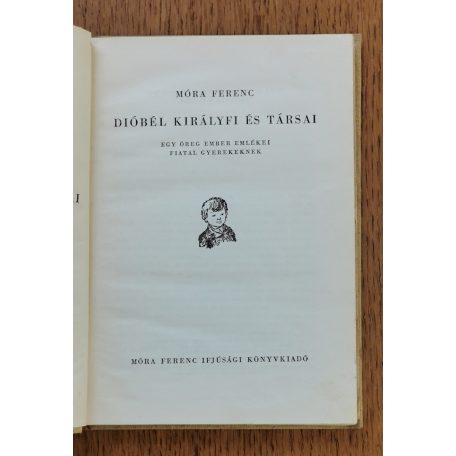 MÓRA FERENC
DIÓBÉL KIRÁLYFI ÉS TÁRSAI
EGY ÖREG EMBER EMLÉKEI
FIATAL GYEREKEKNEK
MÓRA FERENC IFJÚSÁGI KÖNYVKIADÓ